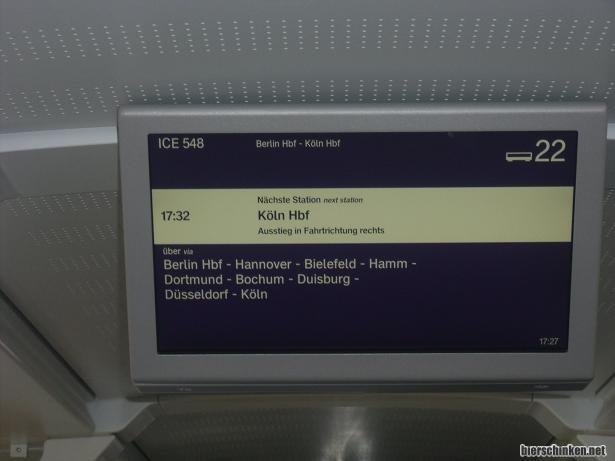 ICE 548 Berlin Hbf - Köln Hbf 22
Nächste Station next station
17:32 Köln Hbf
Ausstieg in Fahrtrichtung rechts
über via
Berlin Hbf - Hannover - Bielefeld - Hamm -
Dortmund - Bochum - Duisburg -
Düsseldorf - Köln
17:27
bierschinken.net